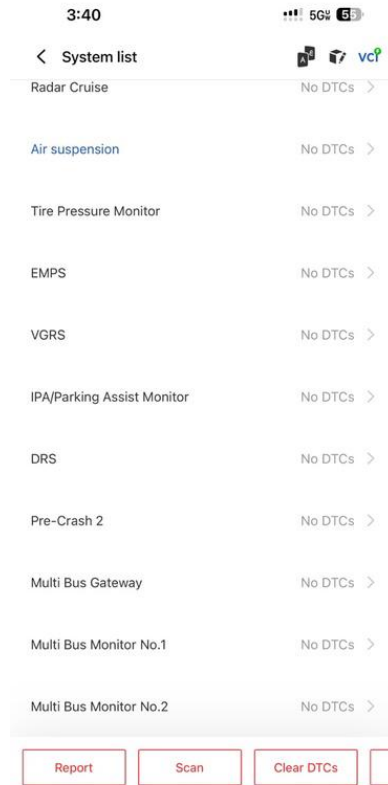 3:40 5G 55
System list A B VCI
Radar Cruise No DTCs
Air suspension No DTCs
Tire Pressure Monitor No DTCs
EMPS No DTCs
VGRS No DTCs
IPA/Parking Assist Monitor No DTCs
DRS No DTCs
Pre-Crash 2 No DTCs
Multi Bus Gateway No DTCs
Multi Bus Monitor No.1 No DTCs
Multi Bus Monitor No.2 No DTCs
Report Scan Clear DTCs